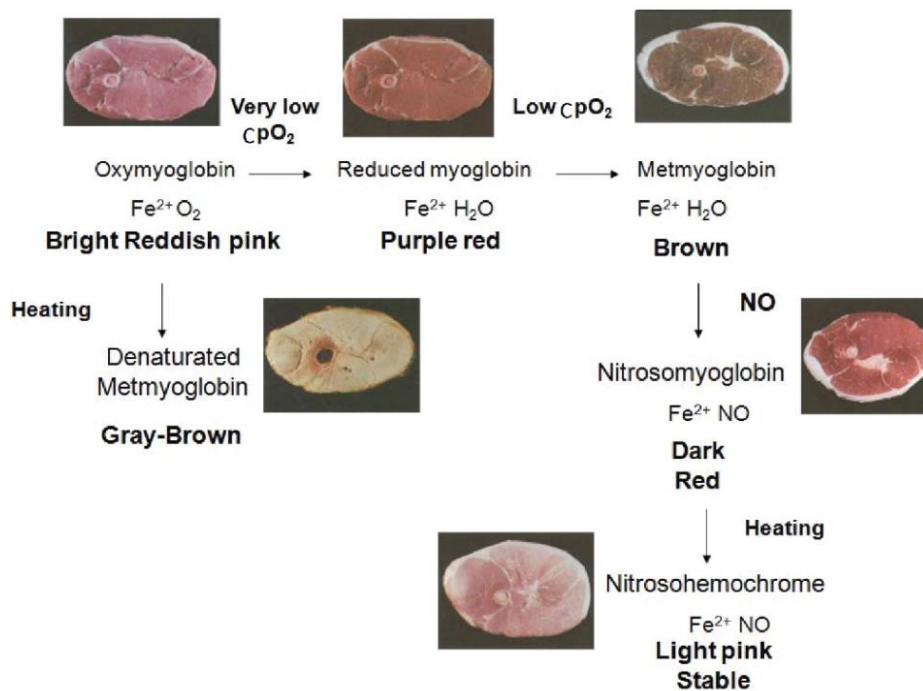 Very low
CpO₂
Low CpO₂
Oxymyoglobin
Reduced myoglobin
Metmyoglobin
Fe²⁺ O₂
Fe²⁺ H₂O
Fe²⁺ H₂O
Bright Reddish pink
Purple red
Brown
Heating
NO
Denaturated
Metmyoglobin
Gray-Brown
Nitrosomyoglobin
Fe²⁺ NO
Dark
Red
Heating
Nitrosohemochrome
Fe²⁺ NO
Light pink
Stable